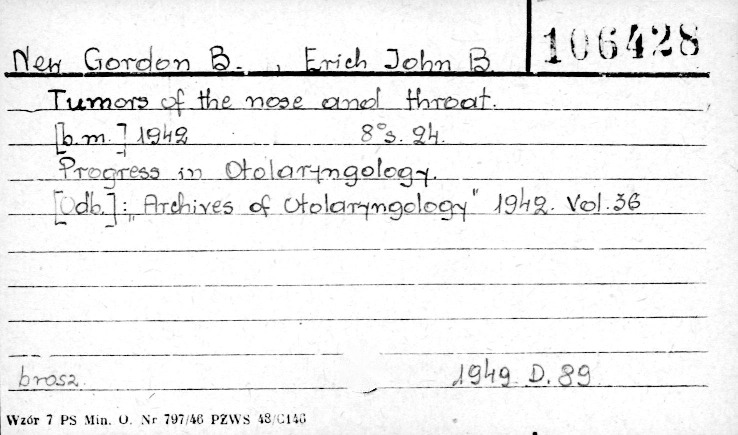 106428
New Gordon B. , Erich John B.
Tumors of the nose and throat.
[b.m.] 1942 8°s. 24.
Progress in Otolaryngology.
[Odb.]: „Archives of Otolaryngology" 1942. Vol. 36
brosz. 1949. D. 89
Wzór 7 PS Min. O. Nr 797/46 PZWS 48/C146